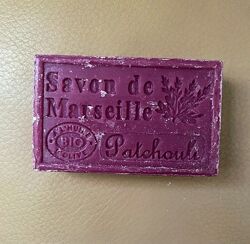 Savon de
Marseille
BIO
Patchouli